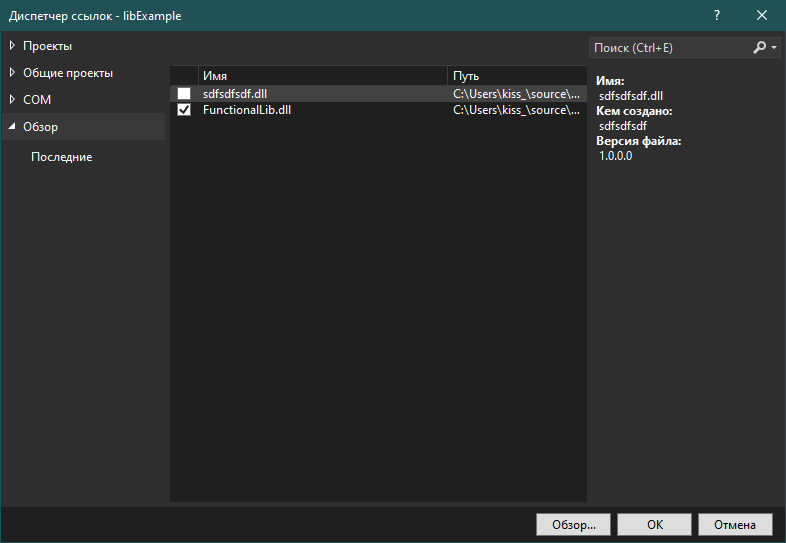 Диспетчер ссылок - libExample
?
Проекты
Общие проекты
COM
Обзор
Последние
Имя Путь
sdfsdfsdf.dll C:\Users\kiss_\source\...
FunctionalLib.dll C:\Users\kiss_\source\...
Поиск (Ctrl+E)
Имя:
sdfsdfsdf.dll
Кем создано:
sdfsdfsdf
Версия файла:
1.0.0.0
Обзор... ОК Отмена